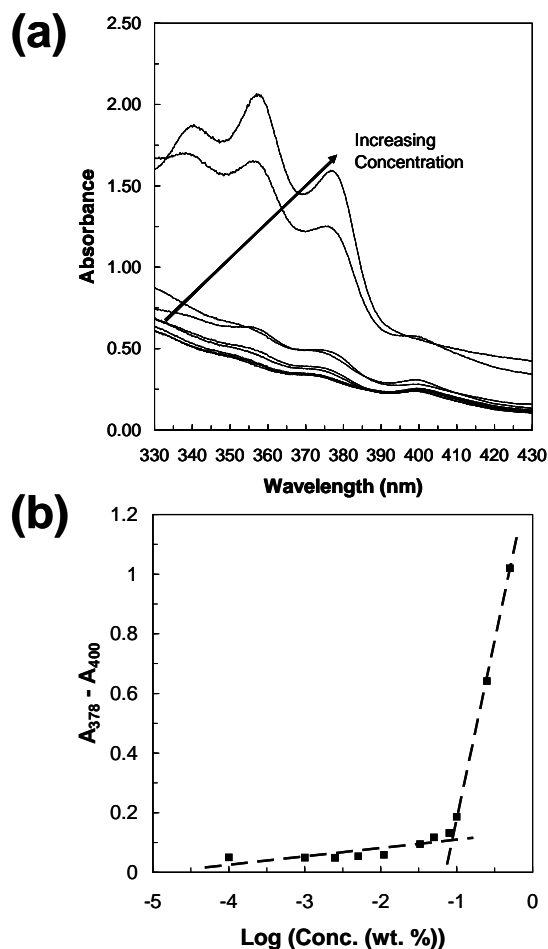 (a)
2.50
2.00
1.50
1.00
0.50
0.00
Absorbance
Increasing
Concentration
330 340 350 360 370 380 390 400 410 420 430
Wavelength (nm)
(b)
1.2
1
0.8
0.6
0.4
0.2
0
A378 - A400
-5 -4 -3 -2 -1 0
Log (Conc. (wt. %))